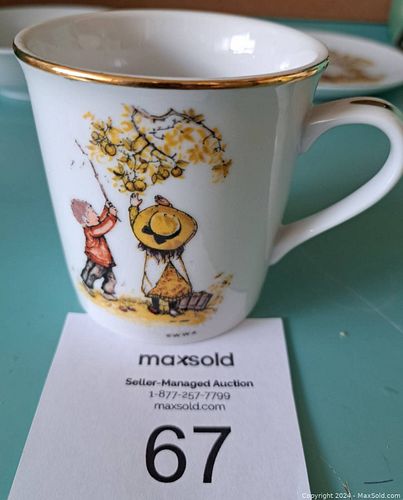 maxsold
Seller-Managed Auction
1-877-257-7799
maxsold.com
67
Copyright 2024 - MaxSold.com